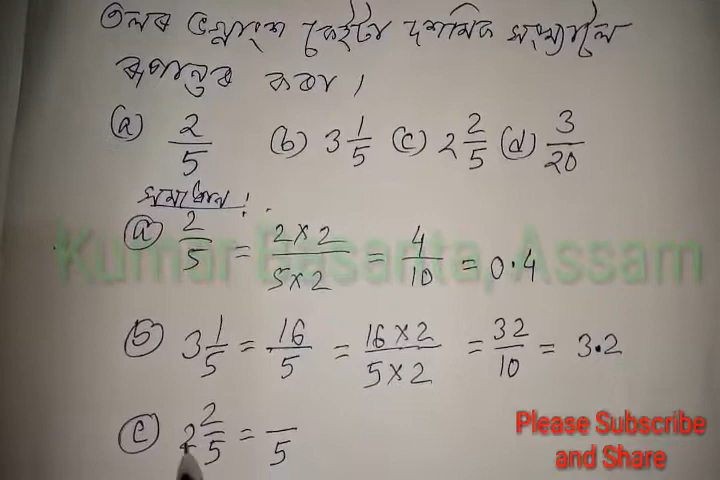 তলৰ ভগ্নাংশ কেইটা দশমিক সংখ্যালৈ
ৰূপান্তৰ কৰা ।
(a) 2/5 (b) 3 1/5 (c) 2 2/5 (d) 3/20
সমাধান :
(a) 2/5 = 2×2/5×2 = 4/10 = 0.4
Kumar Basanta, Assam
(b) 3 1/5 = 16/5 = 16×2/5×2 = 32/10 = 3.2
(c) 2 2/5 = /5
Please Subscribe
and Share